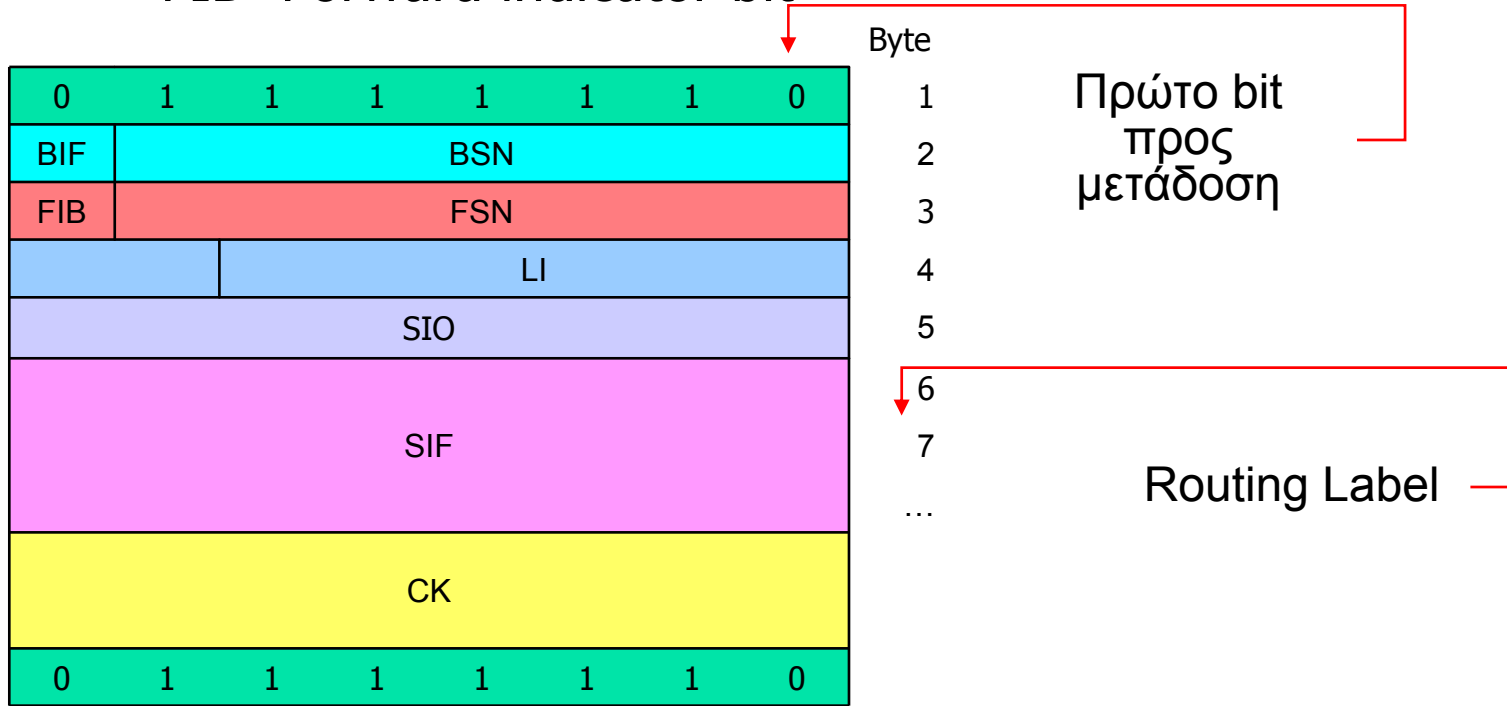 Byte
0 1 1 1 1 1 1 0 1
BIF BSN 2
FIB FSN 3
LI 4
SIO 5
6
SIF 7
…
CK
0 1 1 1 1 1 1 0
Πρώτο bit
προς
μετάδοση
Routing Label